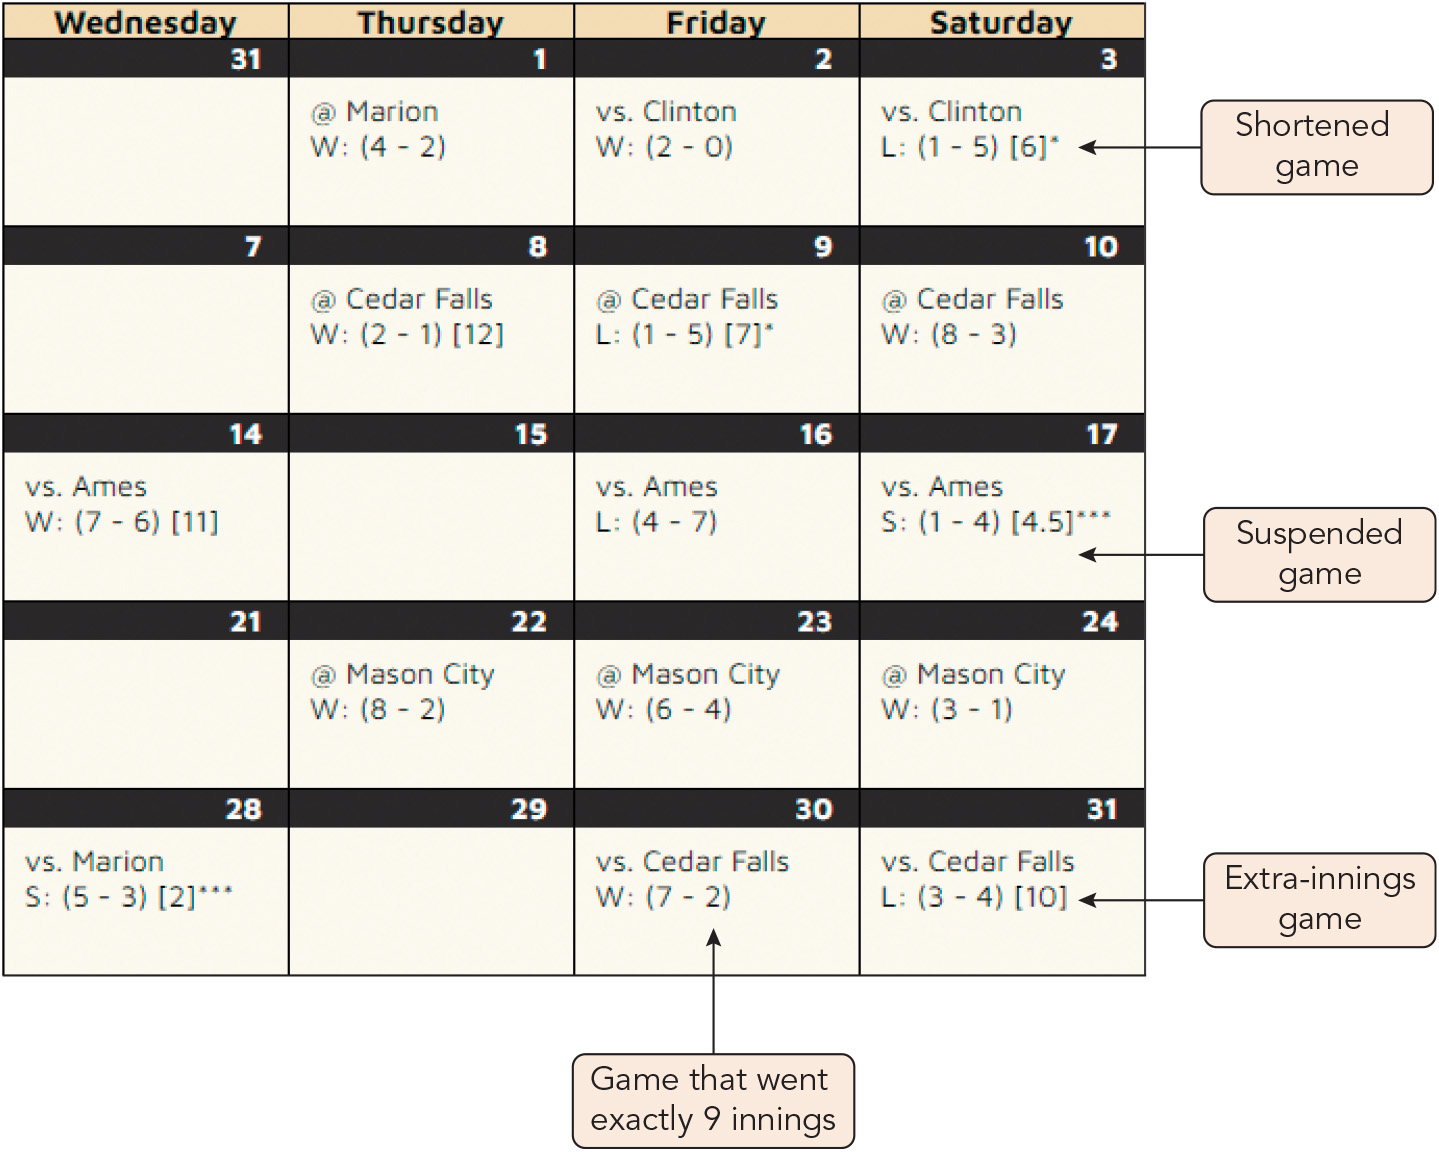 Wednesday Thursday Friday Saturday
31 1 2 3
@ Marion
W: (4 - 2)
vs. Clinton
W: (2 - 0)
vs. Clinton
L: (1 - 5) [6]*
Shortened
game
7 8 9 10
@ Cedar Falls
W: (2 - 1) [12]
@ Cedar Falls
L: (1 - 5) [7]*
@ Cedar Falls
W: (8 - 3)
14 15 16 17
vs. Ames
W: (7 - 6) [11]
vs. Ames
L: (4 - 7)
vs. Ames
S: (1 - 4) [4.5]***
Suspended
game
21 22 23 24
@ Mason City
W: (8 - 2)
@ Mason City
W: (6 - 4)
@ Mason City
W: (3 - 1)
28 29 30 31
vs. Marion
S: (5 - 3) [2]***
vs. Cedar Falls
W: (7 - 2)
vs. Cedar Falls
L: (3 - 4) [10]
Extra-innings
game
Game that went
exactly 9 innings